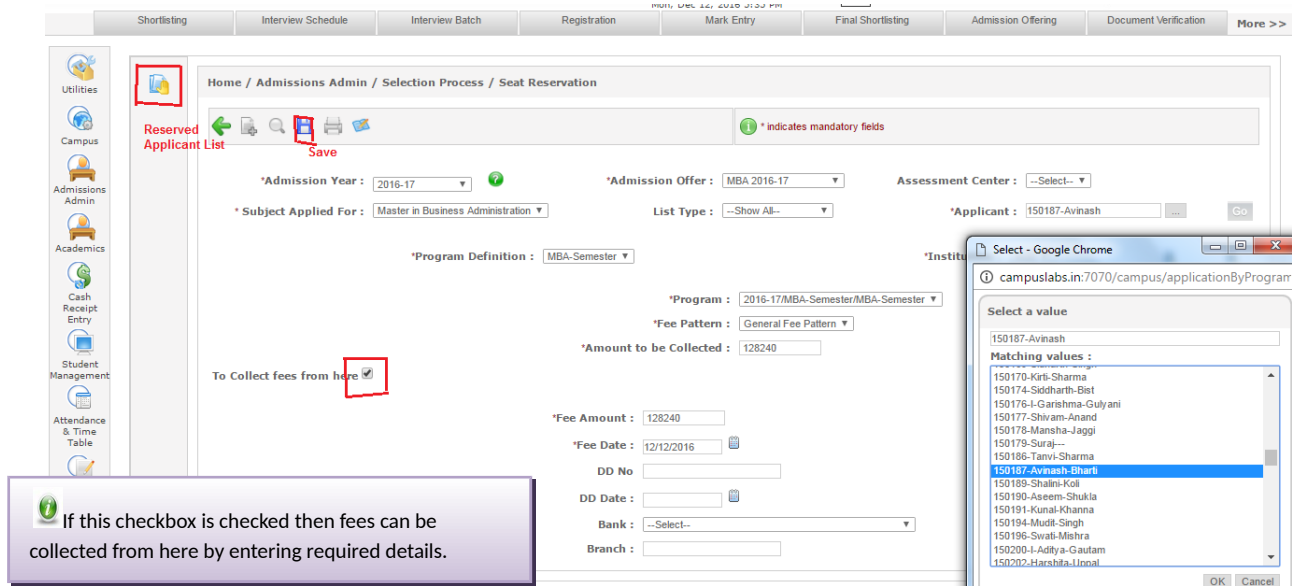 Mon, Dec 12, 2016 5:35 PM
Shortlisting Interview Schedule Interview Batch Registration Mark Entry Final Shortlisting Admission Offering Document Verification More >>
Utilities
Campus
Admissions
Admin
Academics
Cash
Receipt
Entry
Student
Management
Attendance
& Time
Table
Reserved
Applicant List
Home / Admissions Admin / Selection Process / Seat Reservation
Save
* indicates mandatory fields
*Admission Year : 2016-17 *Admission Offer : MBA 2016-17 Assessment Center : --Select--
* Subject Applied For : Master in Business Administration List Type : --Show All-- *Applicant : 150187-Avinash ... Go
*Program Definition : MBA-Semester *Institu
*Program : 2016-17/MBA-Semester/MBA-Semester
*Fee Pattern : General Fee Pattern
*Amount to be Collected : 128240
To Collect fees from here
*Fee Amount : 128240
*Fee Date : 12/12/2016
DD No
DD Date :
Bank : --Select--
Branch :
If this checkbox is checked then fees can be
collected from here by entering required details.
Select - Google Chrome
campuslabs.in:7070/campus/applicationByProgram
Select a value
150187-Avinash
Matching values :
150170-Kirti-Sharma
150174-Siddharth-Bist
150176-I-Garishma-Gulyani
150177-Shivam-Anand
150178-Mansha-Jaggi
150179-Suraj---
150186-Tanvi-Sharma
150187-Avinash-Bharti
150189-Shalini-Koli
150190-Aseem-Shukla
150191-Kunal-Khanna
150194-Mudit-Singh
150196-Swati-Mishra
150200-I-Aditya-Gautam
150202-Harshita-Uppal
OK Cancel